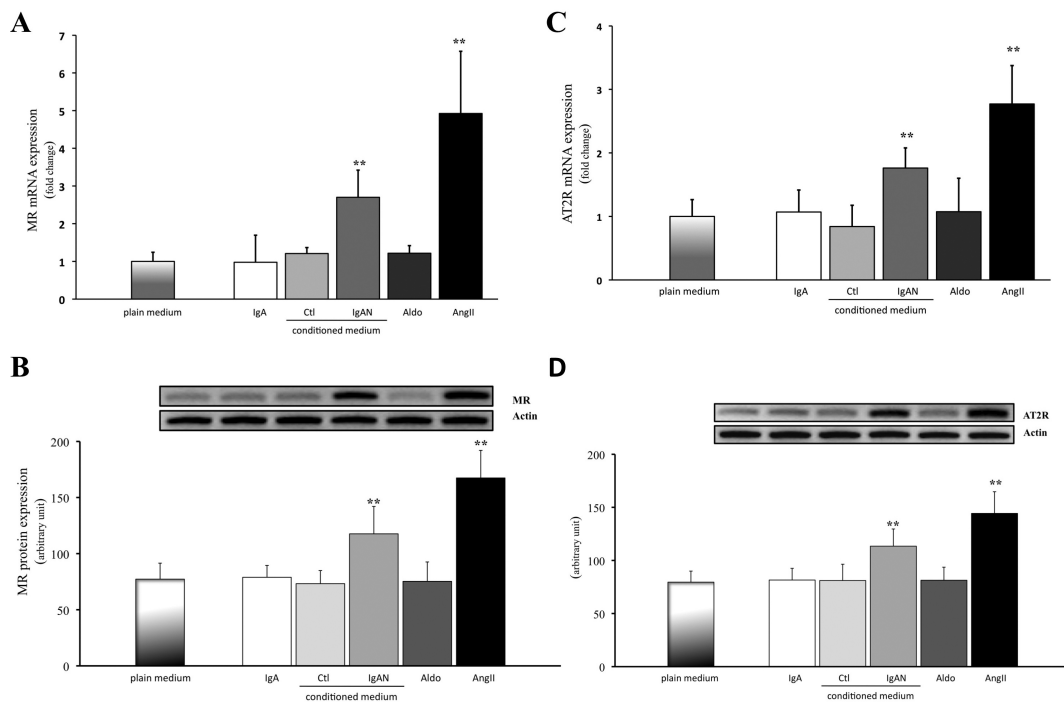 A
MR mRNA expression
(fold change)
7
6
5
4
3
2
1
0
**
**
plain medium
IgA
Ctl
IgAN
Aldo
AngII
conditioned medium
C
AT2R mRNA expression
(fold change)
4
3
2
1
0
**
**
plain medium
IgA
Ctl
IgAN
Aldo
AngII
conditioned medium
B
MR
Actin
MR protein expression
(arbitrary unit)
200
150
100
50
0
**
**
plain medium
IgA
Ctl
IgAN
Aldo
AngII
conditioned medium
D
AT2R
Actin
(arbitrary unit)
200
150
100
50
0
**
**
plain medium
IgA
Ctl
IgAN
Aldo
AngII
conditioned medium